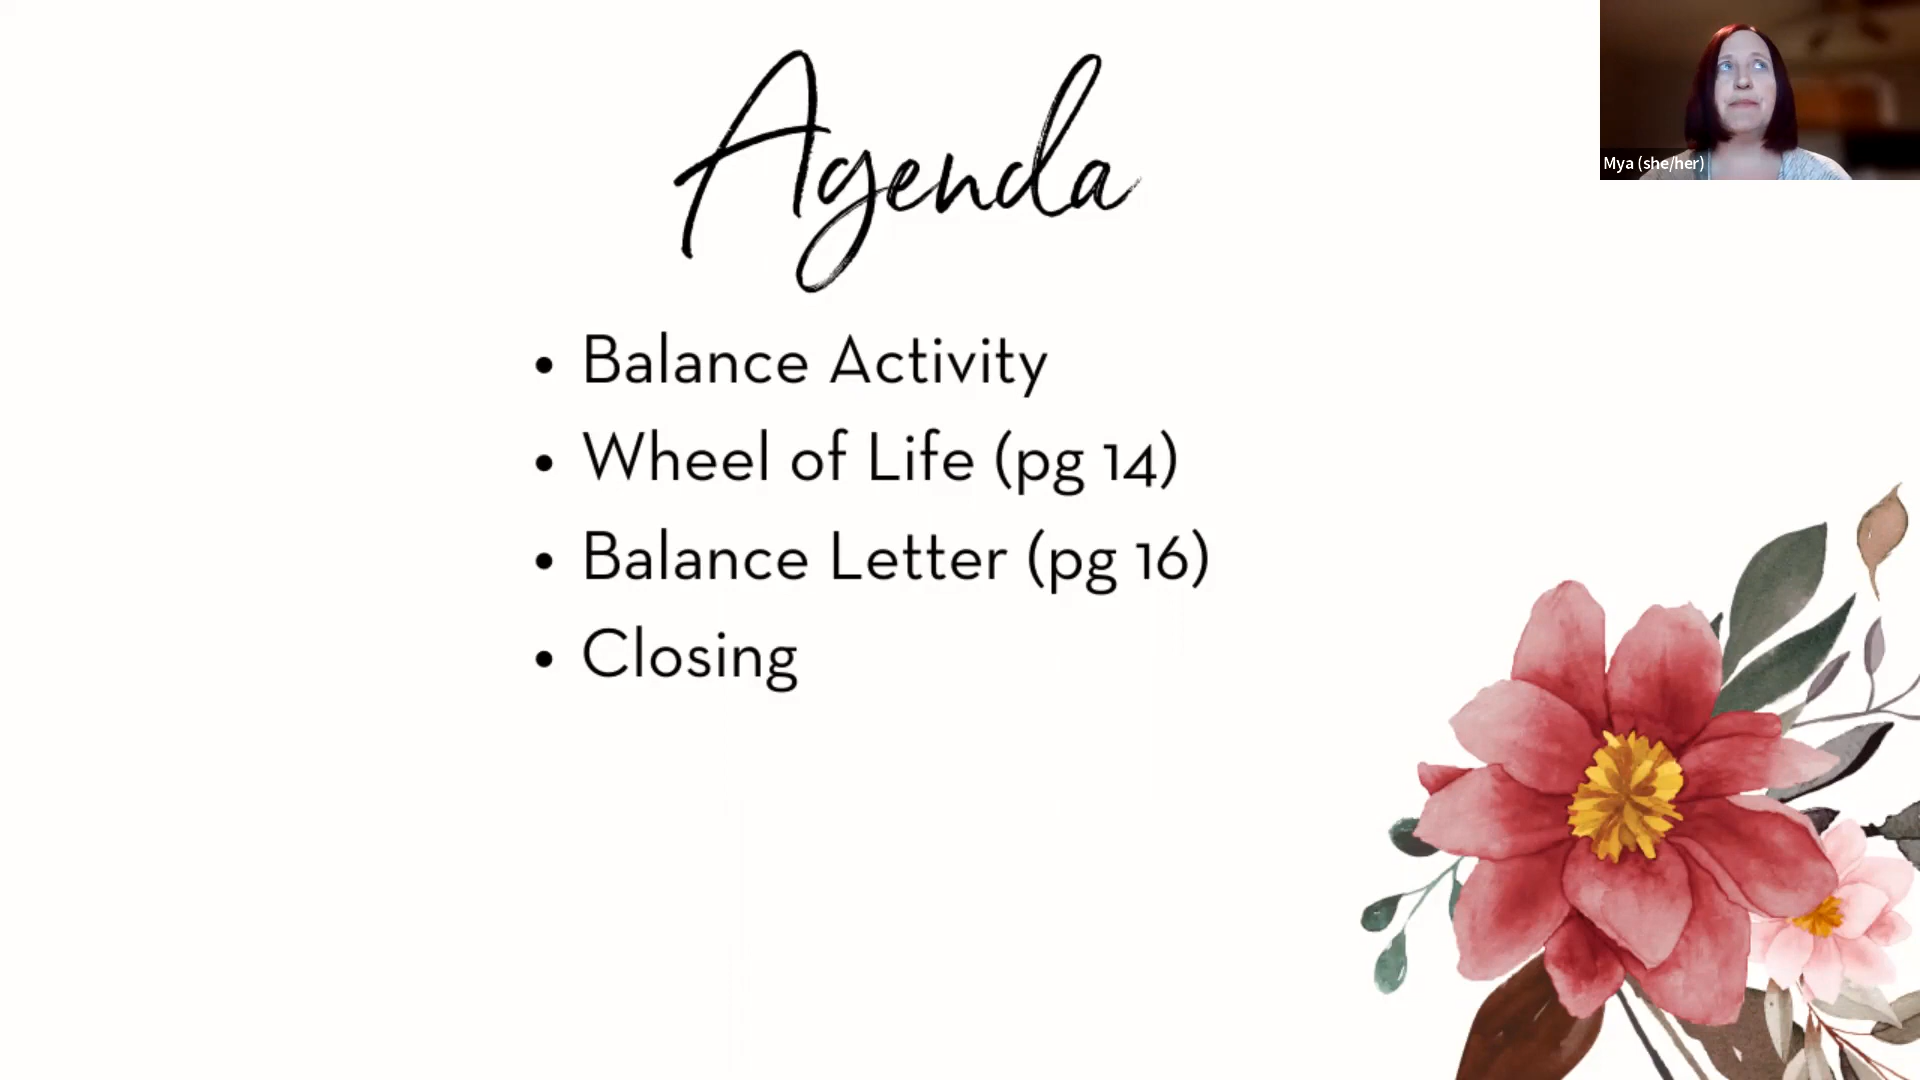 Agenda
Mya (she/her)
• Balance Activity
• Wheel of Life (pg 14)
• Balance Letter (pg 16)
• Closing